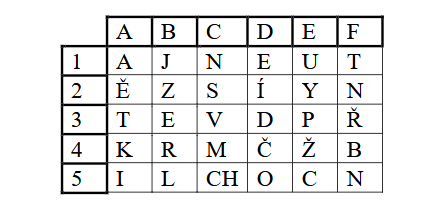 A B C D E F
1 A J N E U T
2 Ě Z S Í Y N
3 T E V D P Ř
4 K R M Č Ž B
5 I L CH O C N